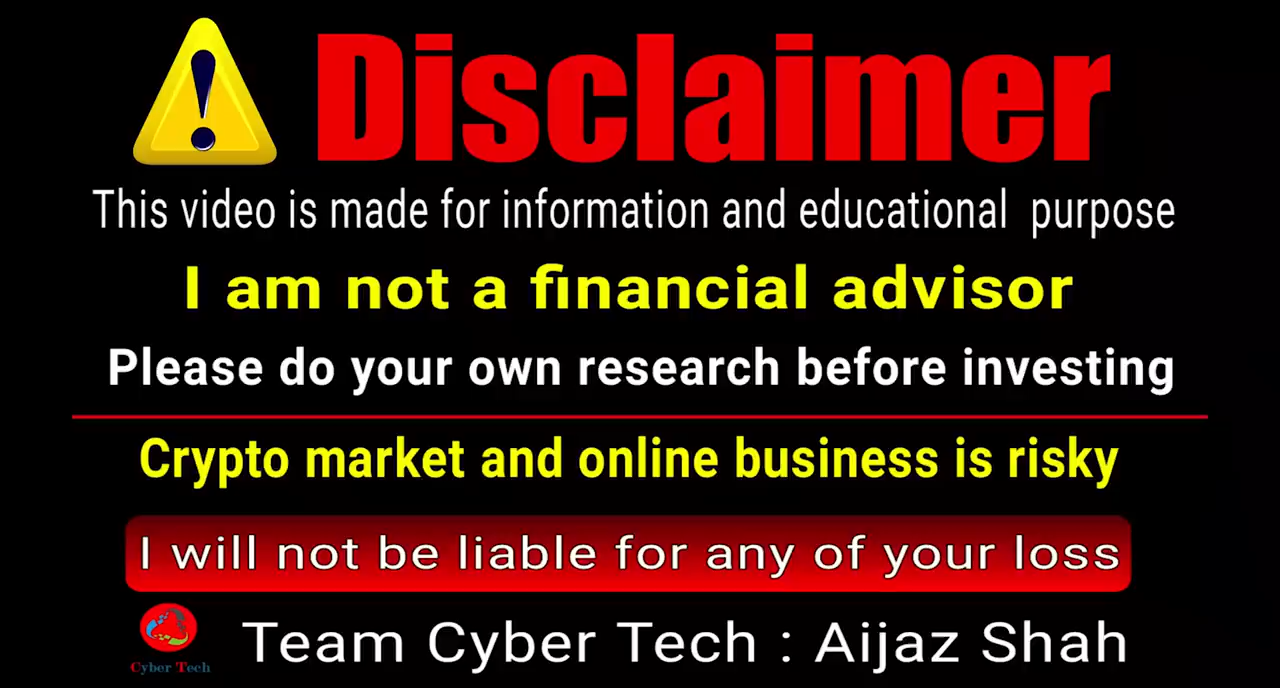 Disclaimer
This video is made for information and educational purpose
I am not a financial advisor
Please do your own research before investing
Crypto market and online business is risky
I will not be liable for any of your loss
Cyber Tech
Team Cyber Tech : Aijaz Shah